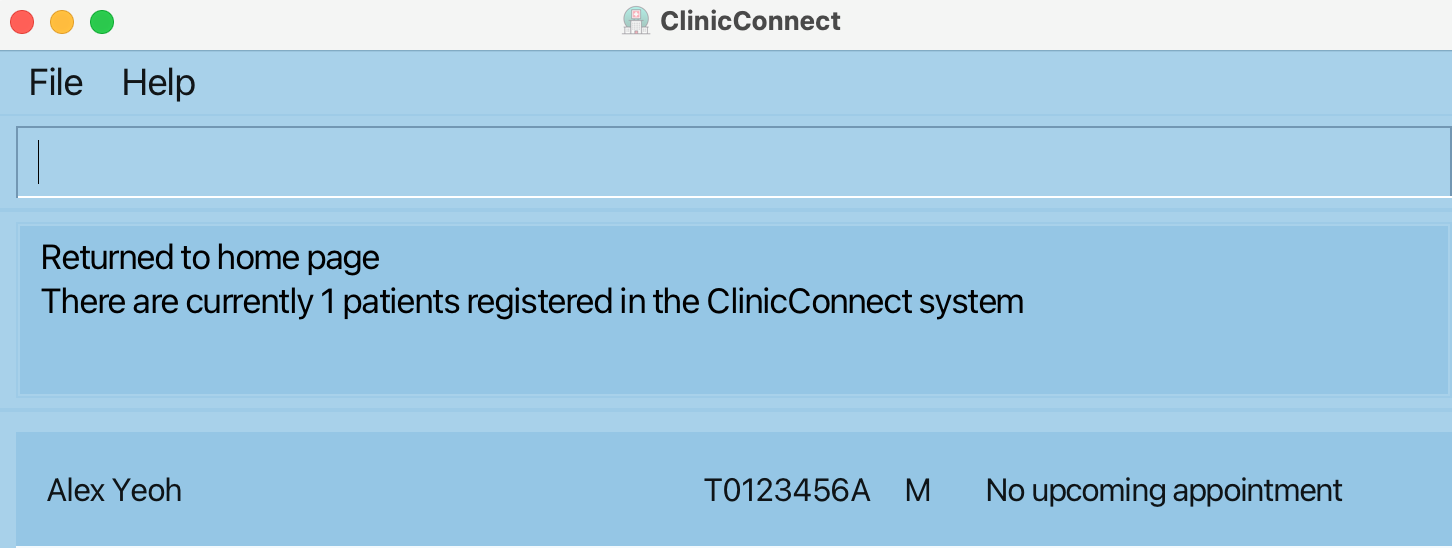 ClinicConnect
File Help
Returned to home page
There are currently 1 patients registered in the ClinicConnect system
Alex Yeoh T0123456A M No upcoming appointment